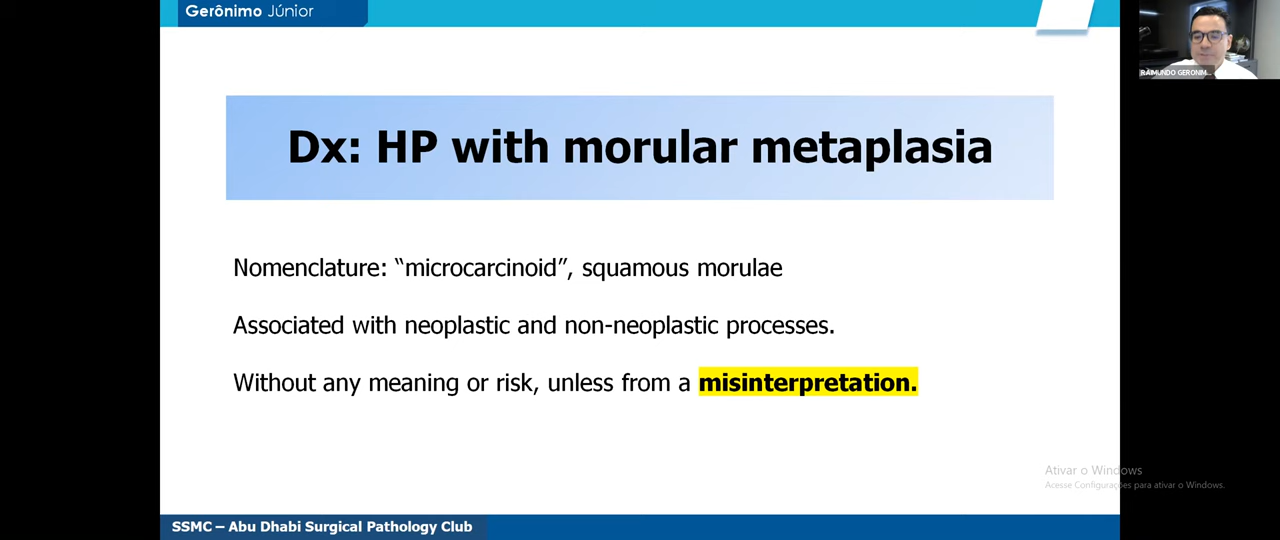 Gerônimo Júnior
RAIMUNDO GERONIM...
Dx: HP with morular metaplasia
Nomenclature: “microcarcinoid”, squamous morulae
Associated with neoplastic and non-neoplastic processes.
Without any meaning or risk, unless from a misinterpretation.
Ativar o Windows
Acesse Configurações para ativar o Windows.
SSMC – Abu Dhabi Surgical Pathology Club